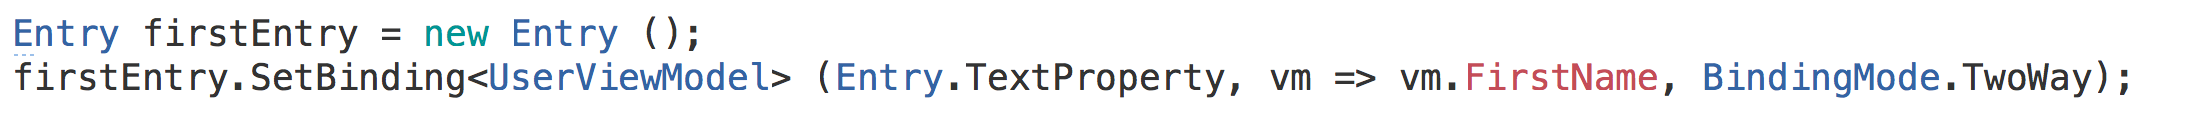 Entry firstEntry = new Entry ();
firstEntry.SetBinding<UserViewModel> (Entry.TextProperty, vm => vm.FirstName, BindingMode.TwoWay);